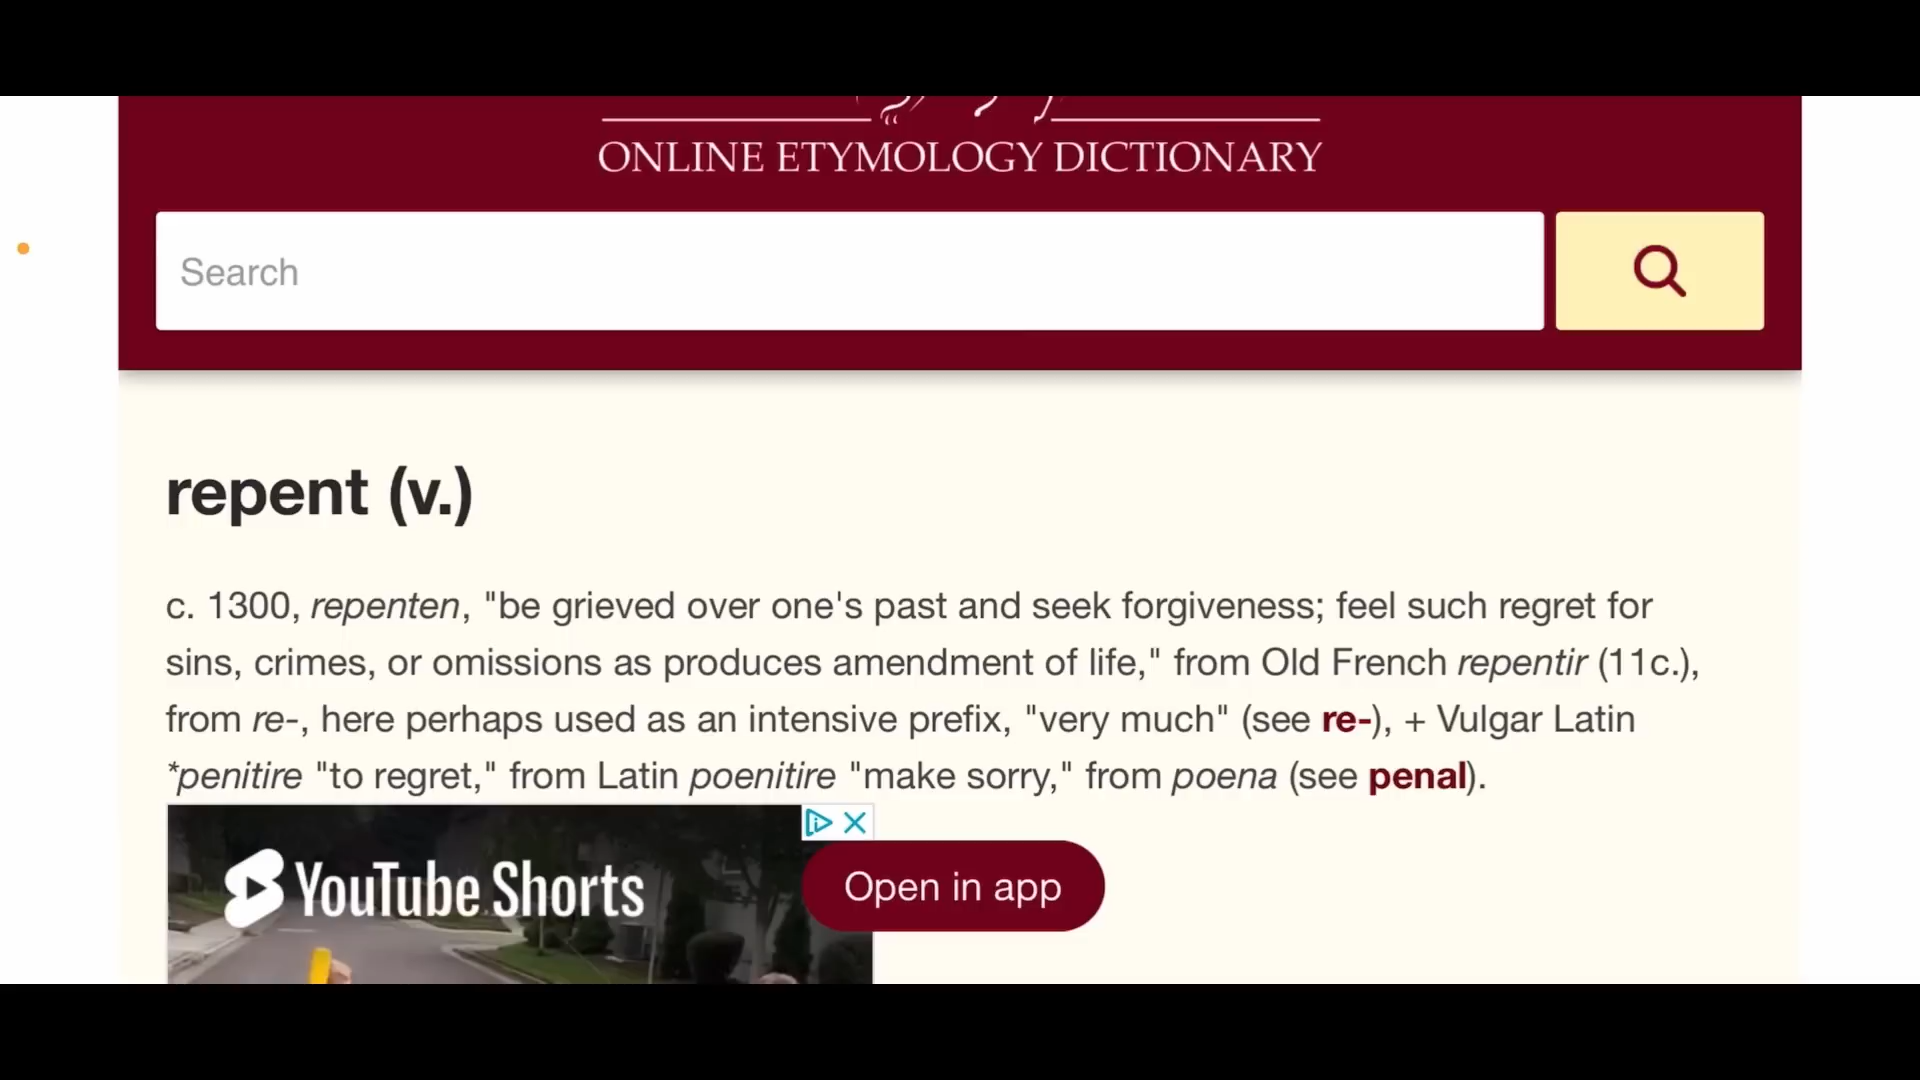 ONLINE ETYMOLOGY DICTIONARY
Search
repent (v.)
c. 1300, repenten, "be grieved over one's past and seek forgiveness; feel such regret for
sins, crimes, or omissions as produces amendment of life," from Old French repentir (11c.),
from re-, here perhaps used as an intensive prefix, "very much" (see re-), + Vulgar Latin
*penitire "to regret," from Latin poenitire "make sorry," from poena (see penal).
YouTube Shorts
Open in app